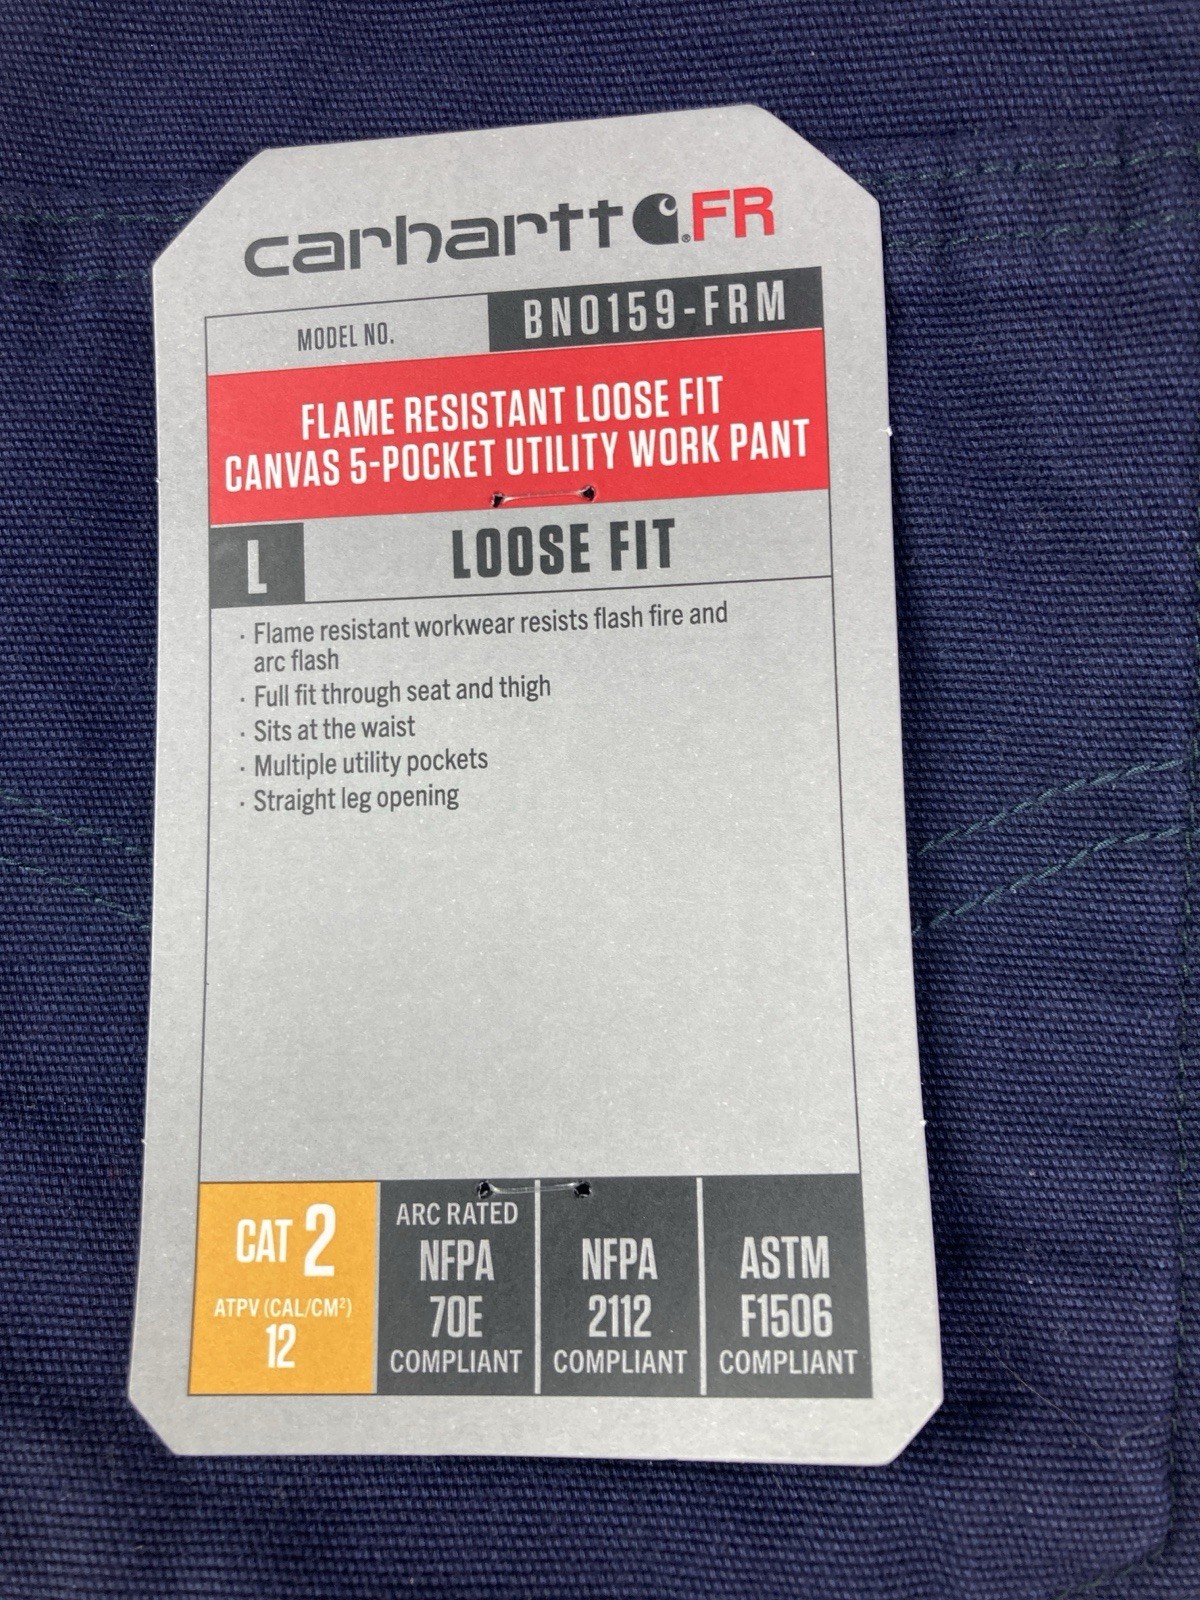 carhartt FR
MODEL NO.
BN0159-FRM
FLAME RESISTANT LOOSE FIT
CANVAS 5-POCKET UTILITY WORK PANT
L
LOOSE FIT
· Flame resistant workwear resists flash fire and
arc flash
· Full fit through seat and thigh
· Sits at the waist
· Multiple utility pockets
· Straight leg opening
CAT 2
ATPV (CAL/CM²)
12
ARC RATED
NFPA
70E
COMPLIANT
NFPA
2112
COMPLIANT
ASTM
F1506
COMPLIANT